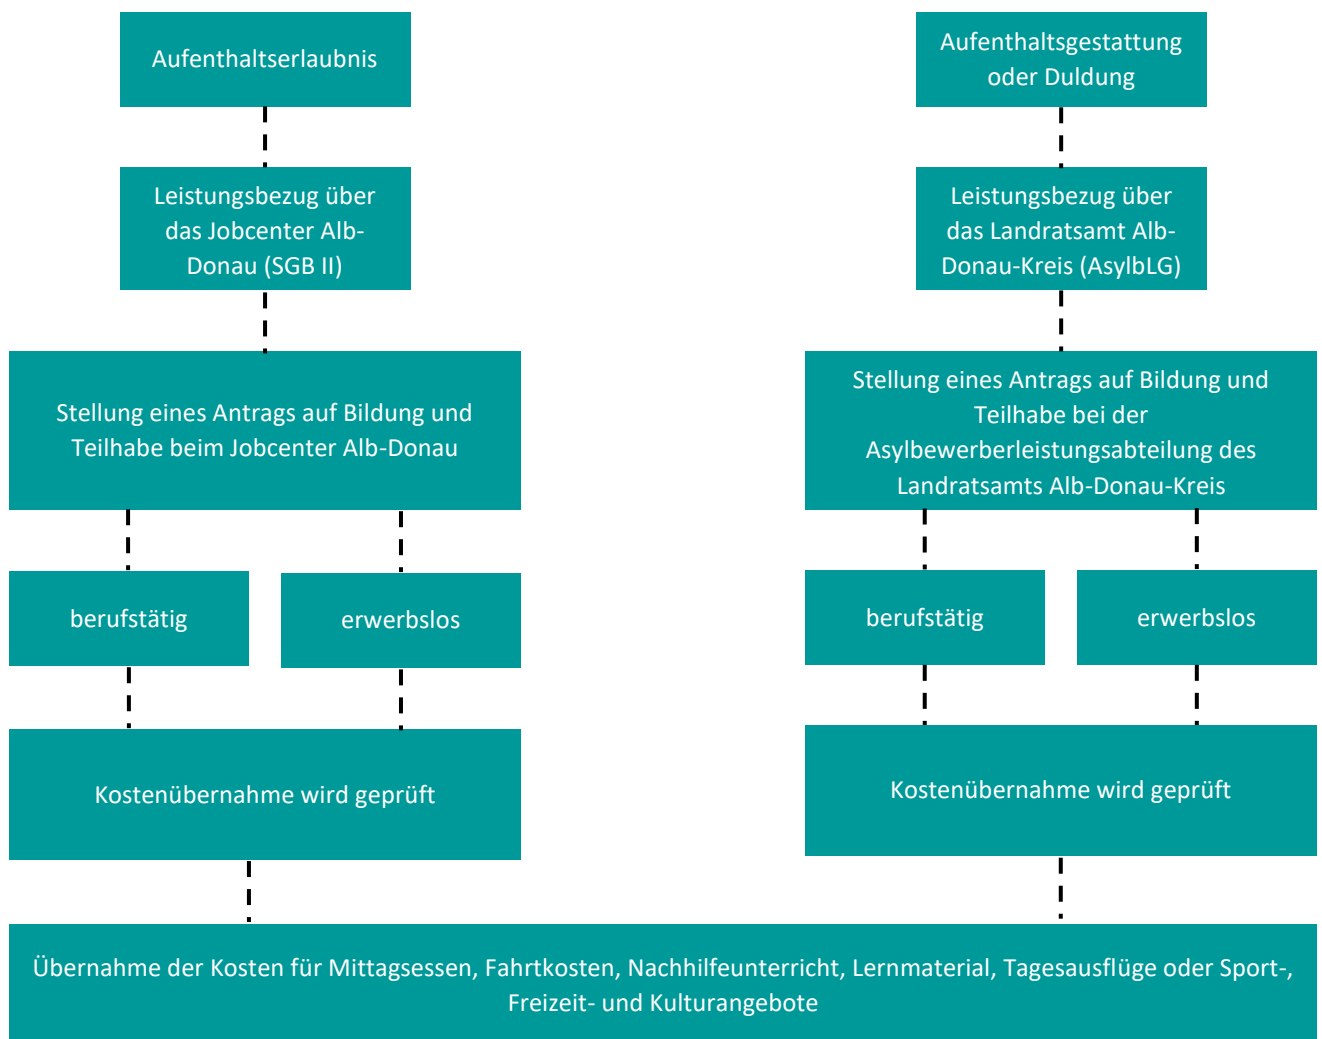 Aufenthaltserlaubnis
Aufenthaltsgestattung
oder Duldung
Leistungsbezug über
das Jobcenter Alb-
Donau (SGB II)
Leistungsbezug über
das Landratsamt Alb-
Donau-Kreis (AsylbLG)
Stellung eines Antrags auf Bildung und
Teilhabe beim Jobcenter Alb-Donau
Stellung eines Antrags auf Bildung und
Teilhabe bei der
Asylbewerberleistungsabteilung des
Landratsamts Alb-Donau-Kreis
berufstätig
erwerbslos
berufstätig
erwerbslos
Kostenübernahme wird geprüft
Kostenübernahme wird geprüft
Übernahme der Kosten für Mittagsessen, Fahrtkosten, Nachhilfeunterricht, Lernmaterial, Tagesausflüge oder Sport-,
Freizeit- und Kulturangebote